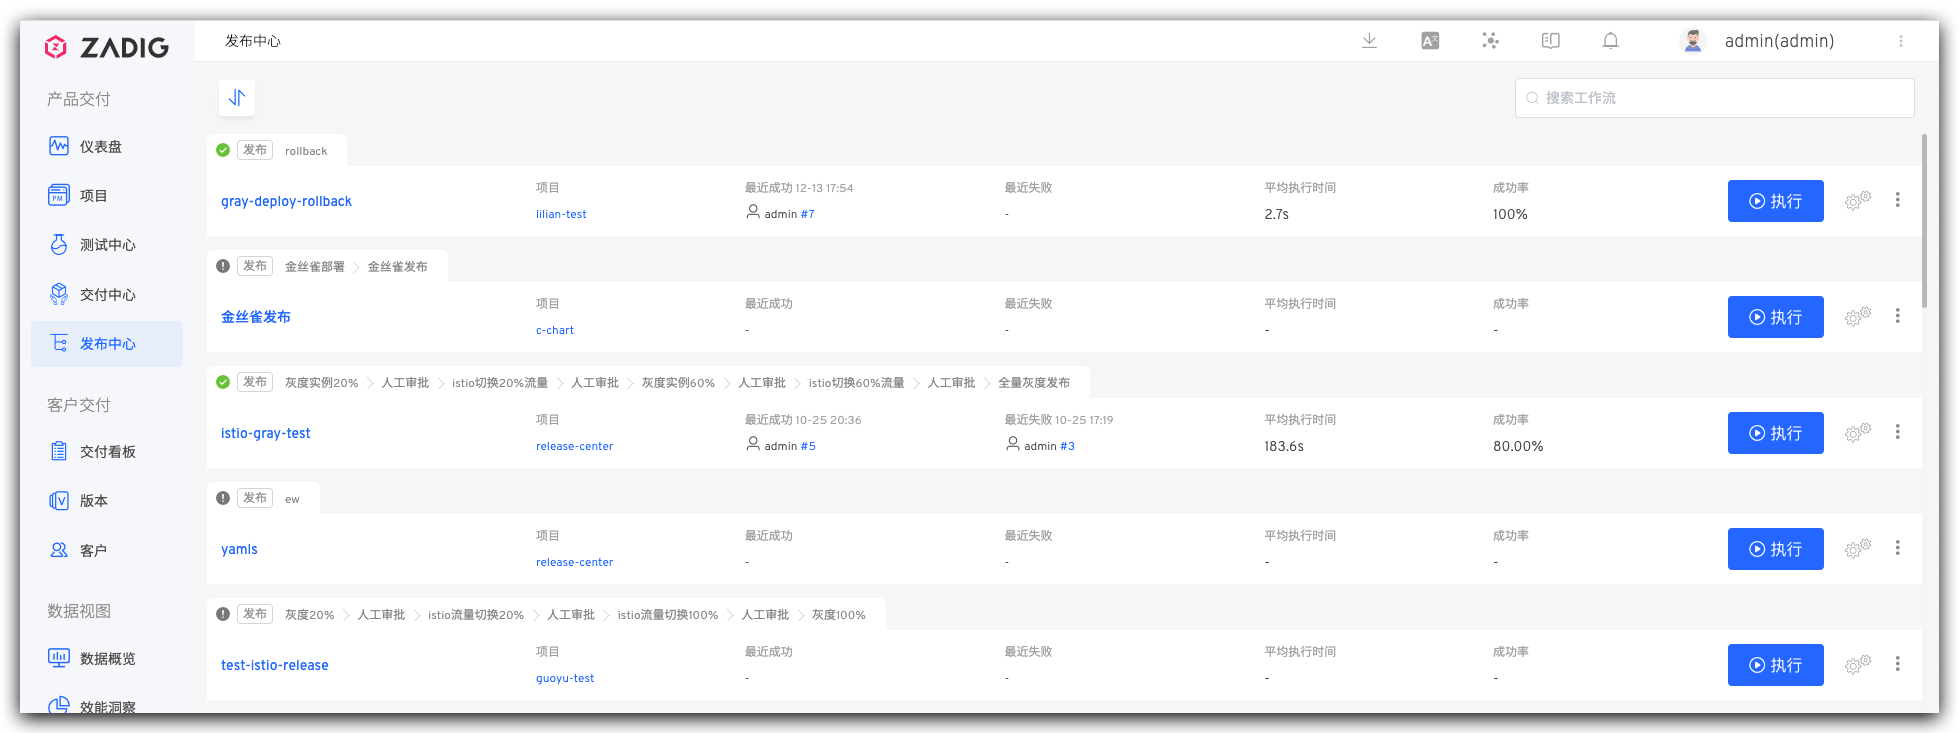 ZADIG
发布中心
admin(admin)
产品交付
仪表盘
项目
测试中心
交付中心
发布中心
客户交付
交付看板
版本
客户
数据视图
数据概览
效能洞察
搜索工作流
发布 rollback
gray-deploy-rollback
项目
lilian-test
最近成功 12-13 17:54
admin #7
最近失败
-
平均执行时间
2.7s
成功率
100%
执行
发布 金丝雀部署 金丝雀发布
金丝雀发布
项目
c-chart
最近成功
-
最近失败
-
平均执行时间
-
成功率
-
执行
发布 灰度实例20% 人工审批 istio切换20%流量 人工审批 灰度实例60% 人工审批 istio切换60%流量 人工审批 全量灰度发布
istio-gray-test
项目
release-center
最近成功 10-25 20:36
admin #5
最近失败 10-25 17:19
admin #3
平均执行时间
183.6s
成功率
80.00%
执行
发布 ew
yamls
项目
release-center
最近成功
-
最近失败
-
平均执行时间
-
成功率
-
执行
发布 灰度20% 人工审批 istio流量切换20% 人工审批 istio流量切换100% 人工审批 灰度100%
test-istio-release
项目
guoyu-test
最近成功
-
最近失败
-
平均执行时间
-
成功率
-
执行